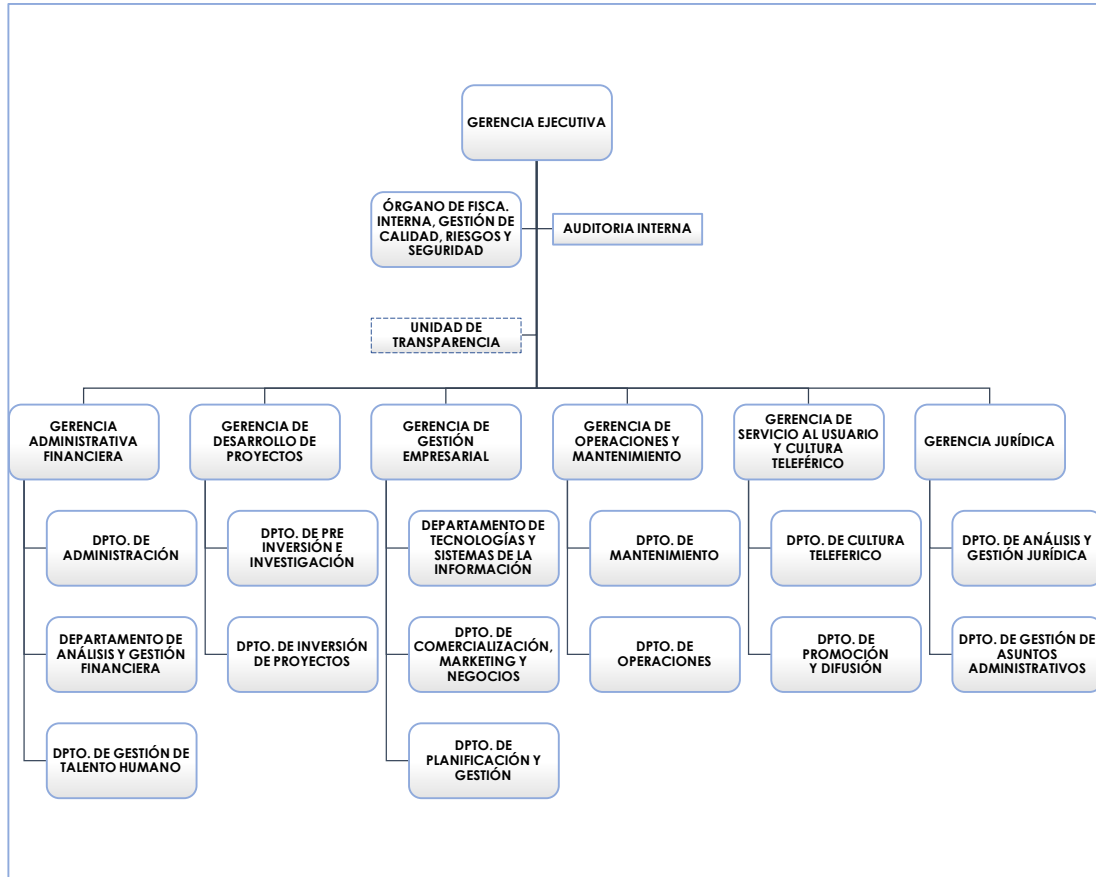 GERENCIA EJECUTIVA
ÓRGANO DE FISCA.
INTERNA, GESTIÓN DE
CALIDAD, RIESGOS Y
SEGURIDAD
AUDITORIA INTERNA
UNIDAD DE
TRANSPARENCIA
GERENCIA
ADMINISTRATIVA
FINANCIERA
GERENCIA DE
DESARROLLO DE
PROYECTOS
GERENCIA DE
GESTIÓN
EMPRESARIAL
GERENCIA DE
OPERACIONES Y
MANTENIMIENTO
GERENCIA DE
SERVICIO AL USUARIO
Y CULTURA
TELEFÉRICO
GERENCIA JURÍDICA
DPTO. DE
ADMINISTRACIÓN
DPTO. DE PRE
INVERSIÓN E
INVESTIGACIÓN
DEPARTAMENTO DE
TECNOLOGÍAS Y
SISTEMAS DE LA
INFORMACIÓN
DPTO. DE
MANTENIMIENTO
DPTO. DE CULTURA
TELEFERICO
DPTO. DE ANÁLISIS Y
GESTIÓN JURÍDICA
DEPARTAMENTO DE
ANÁLISIS Y GESTIÓN
FINANCIERA
DPTO. DE INVERSIÓN
DE PROYECTOS
DPTO. DE
COMERCIALIZACIÓN,
MARKETING Y
NEGOCIOS
DPTO. DE
OPERACIONES
DPTO. DE
PROMOCIÓN
Y DIFUSIÓN
DPTO. DE GESTIÓN DE
ASUNTOS
ADMINISTRATIVOS
DPTO. DE GESTIÓN DE
TALENTO HUMANO
DPTO. DE
PLANIFICACIÓN Y
GESTIÓN